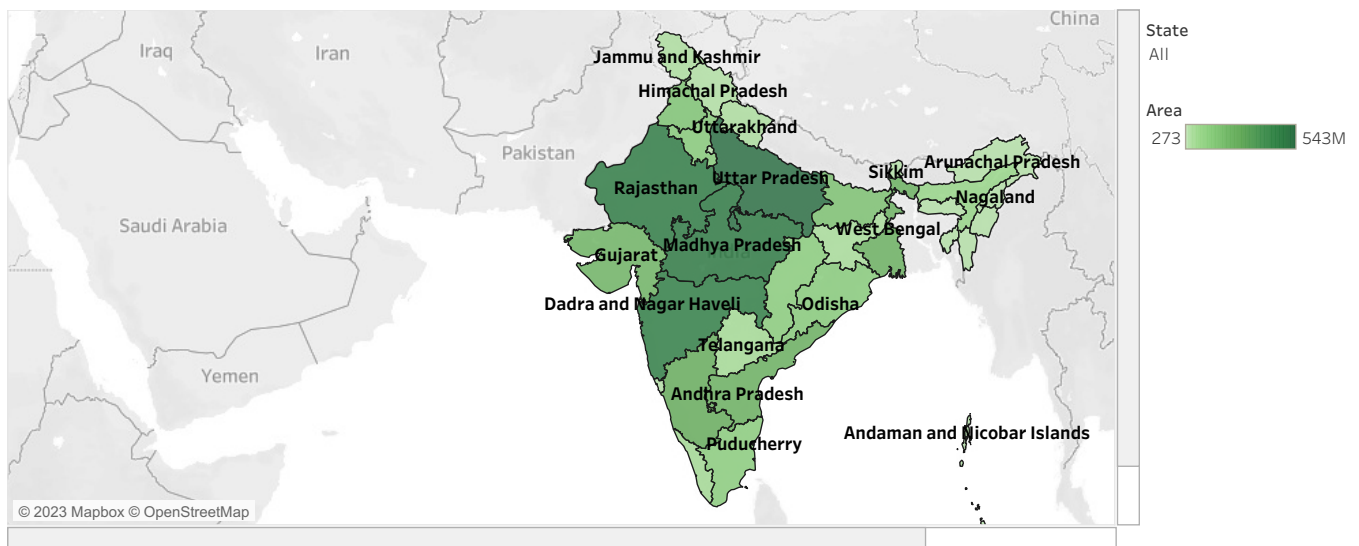 China
State
All
Iraq
Iran
Jammu and Kashmir
Himachal Pradesh
Area
273
543M
Uttarakhand
Pakistan
Arunachal Pradesh
Sikkim
Uttar Pradesh
Rajasthan
Nagaland
Saudi Arabia
West Bengal
Madhya Pradesh
India
Gujarat
Dadra and Nagar Haveli
Odisha
Telangana
Yemen
Andhra Pradesh
Andaman and Nicobar Islands
Puducherry
© 2023 Mapbox © OpenStreetMap